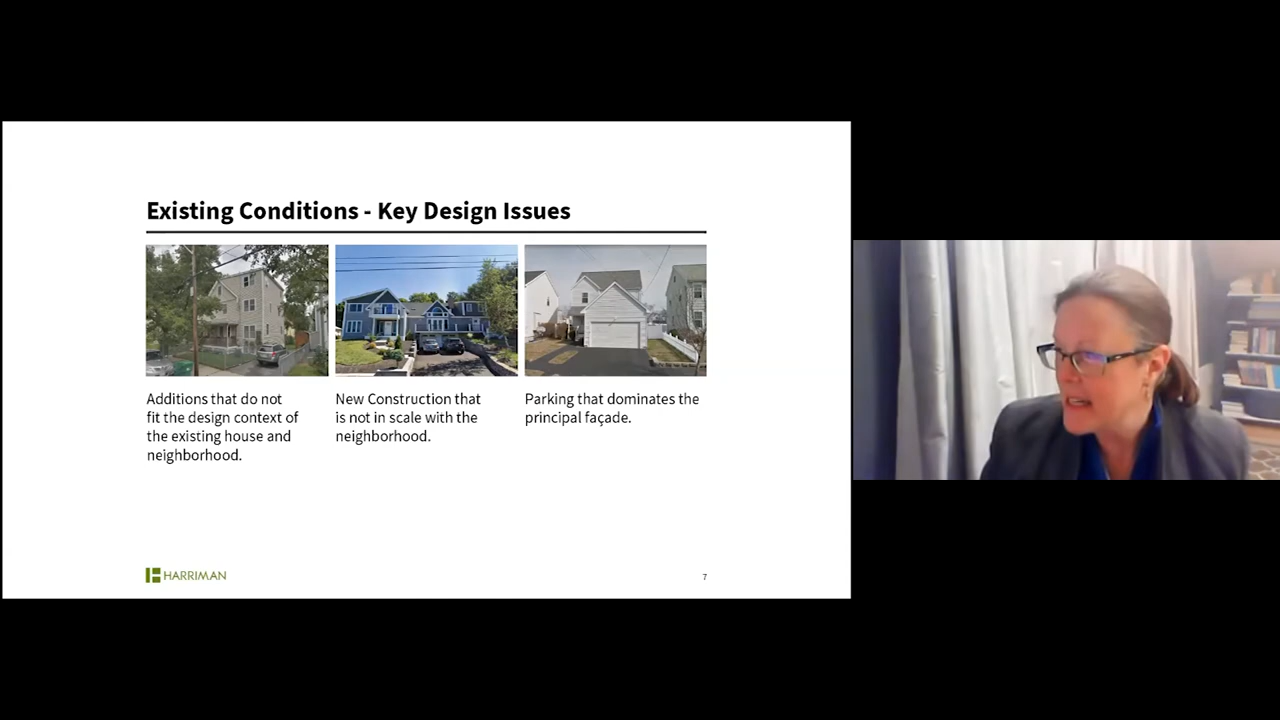 Existing Conditions - Key Design Issues
Additions that do not
fit the design context of
the existing house and
neighborhood.
New Construction that
is not in scale with the
neighborhood.
Parking that dominates the
principal façade.
HARRIMAN
7